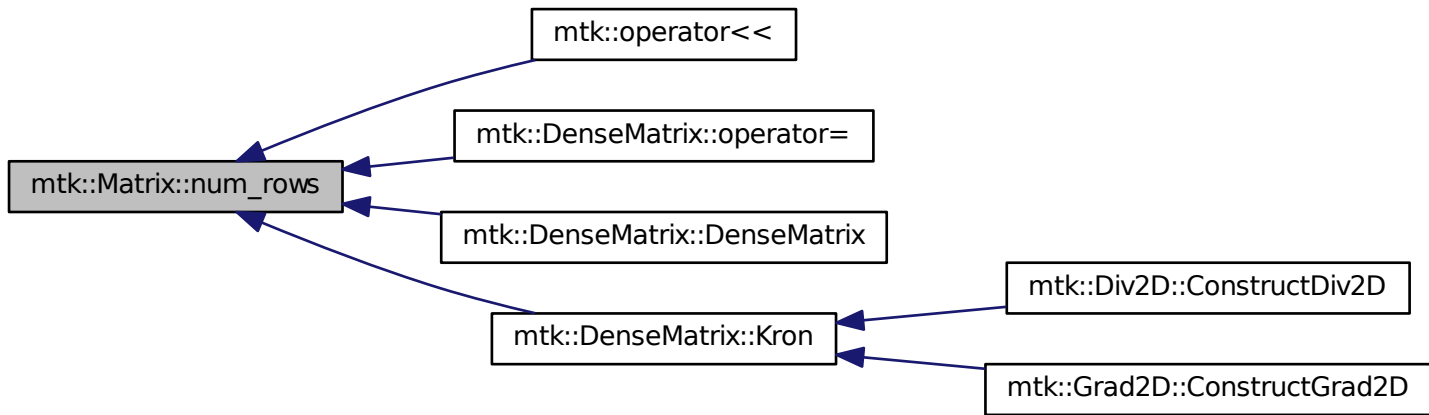 mtk::operator<<
mtk::DenseMatrix::operator=
mtk::Matrix::num_rows
mtk::DenseMatrix::DenseMatrix
mtk::Div2D::ConstructDiv2D
mtk::DenseMatrix::Kron
mtk::Grad2D::ConstructGrad2D